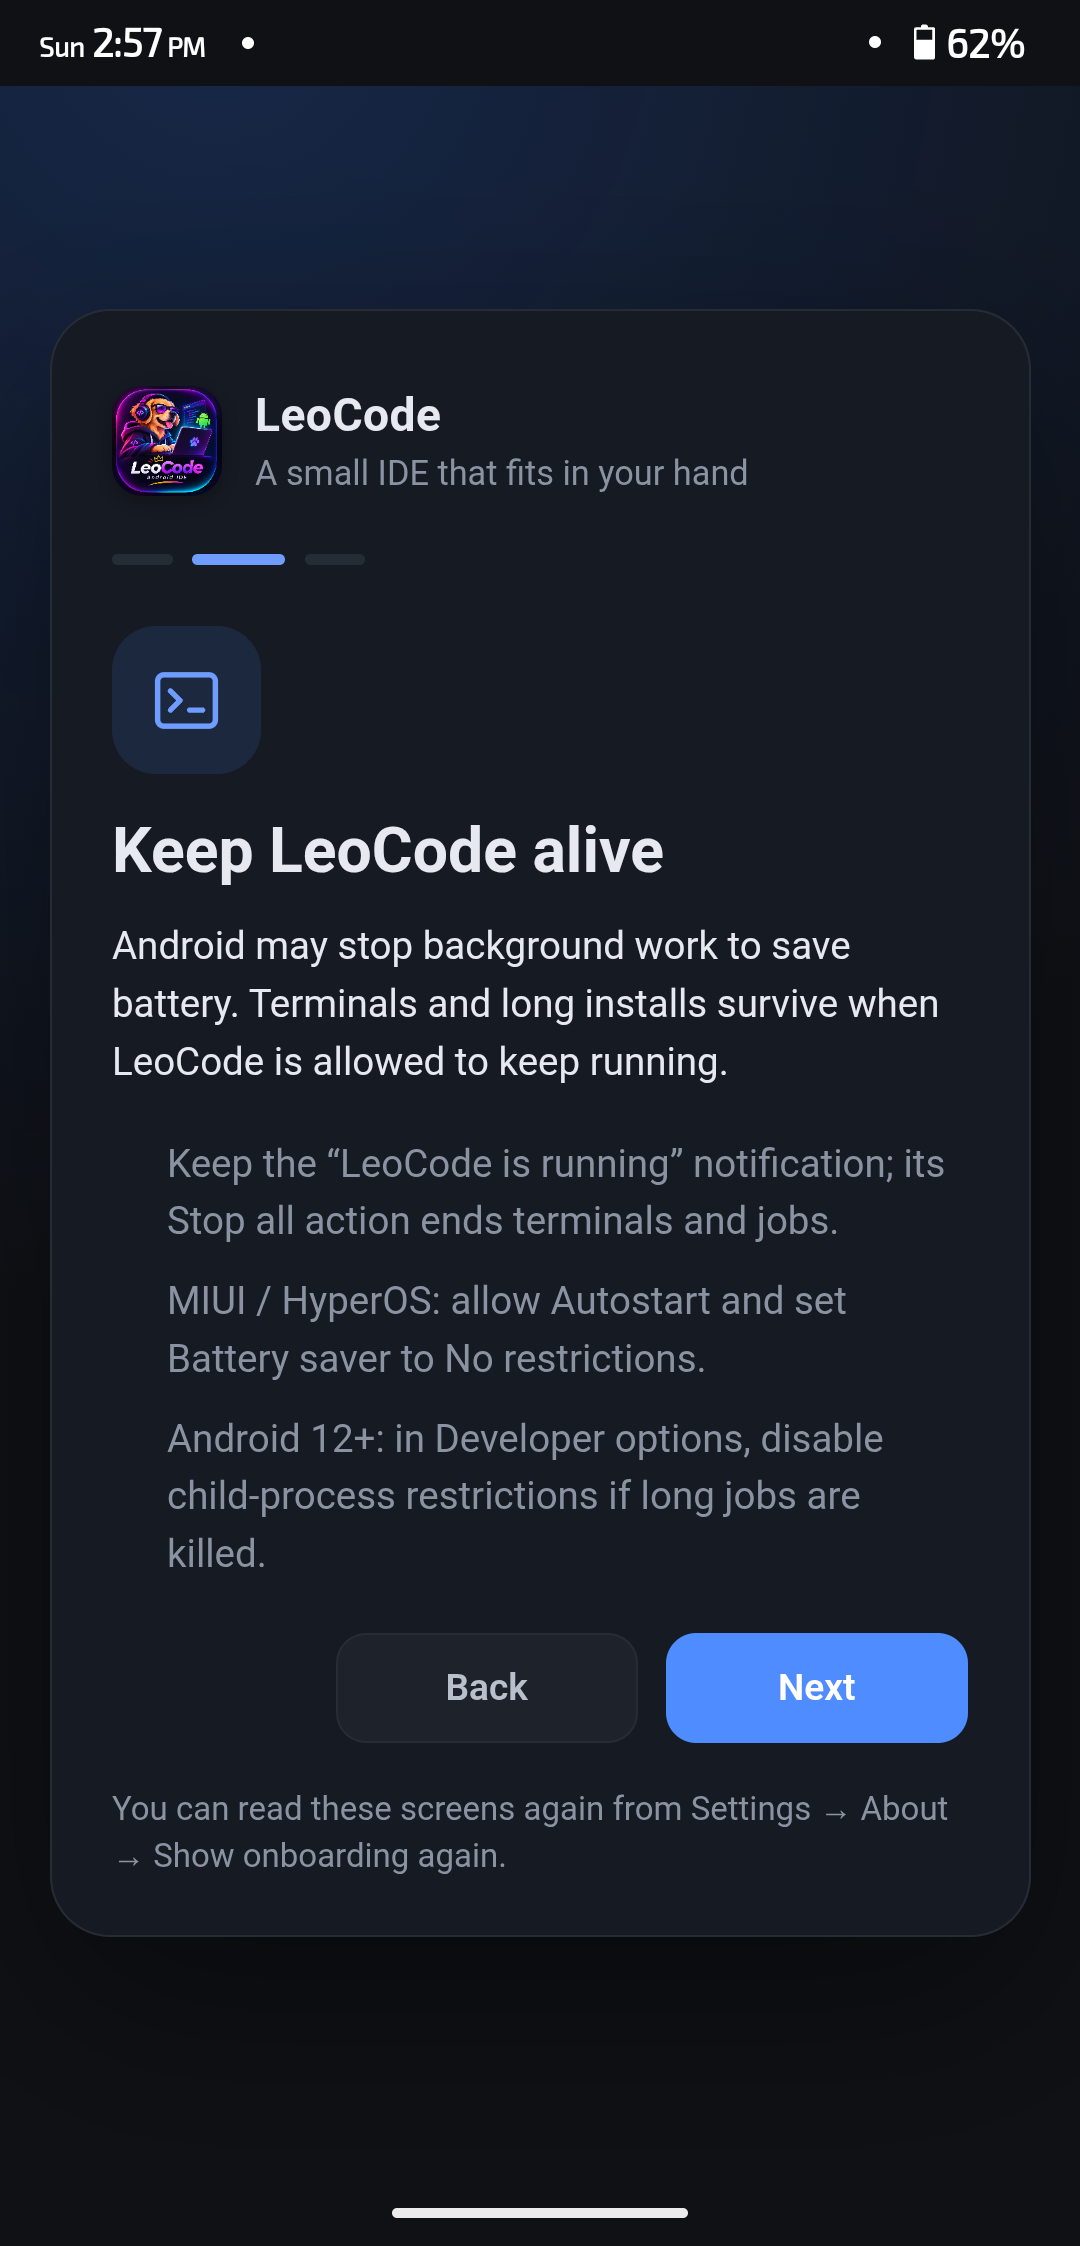 Sun 2:57 PM
62%
LeoCode
A small IDE that fits in your hand
LeoCode
android IDE
Keep LeoCode alive
Android may stop background work to save
battery. Terminals and long installs survive when
LeoCode is allowed to keep running.
Keep the “LeoCode is running” notification; its
Stop all action ends terminals and jobs.
MIUI / HyperOS: allow Autostart and set
Battery saver to No restrictions.
Android 12+: in Developer options, disable
child-process restrictions if long jobs are
killed.
Back
Next
You can read these screens again from Settings → About
→ Show onboarding again.